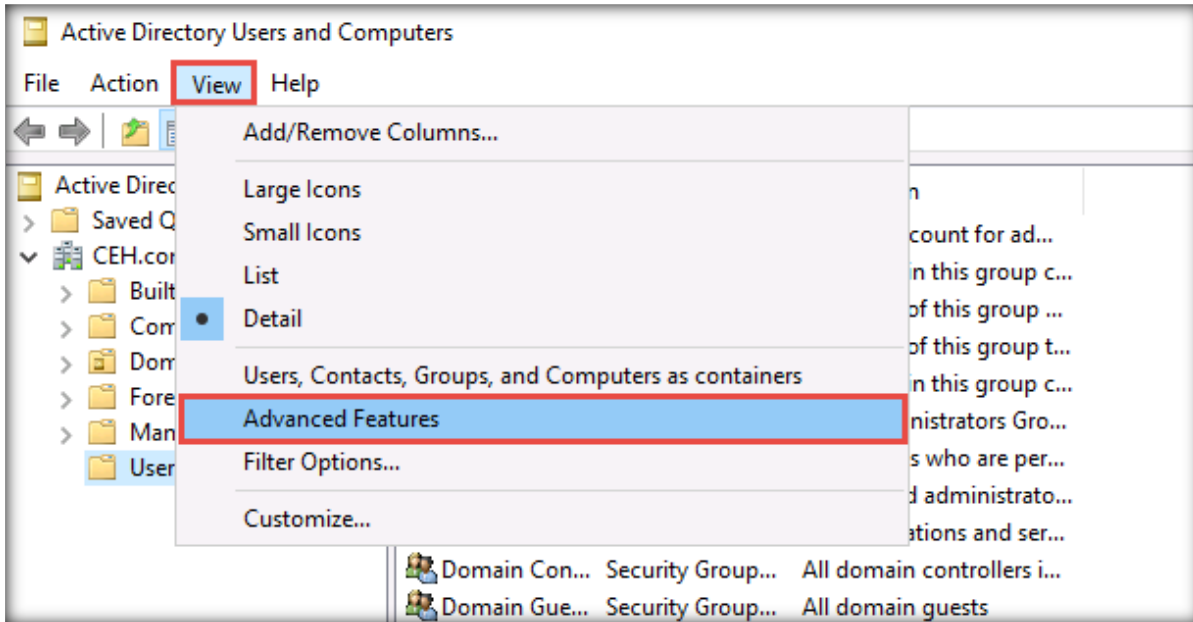 Active Directory Users and Computers
File Action View Help
Add/Remove Columns...
Large Icons
Small Icons
List
Detail
Users, Contacts, Groups, and Computers as containers
Advanced Features
Filter Options...
Customize...
Active Direc
Saved Q
CEH.cor
Built
Com
Dom
Fore
Man
User
n
count for ad...
in this group c...
of this group ...
of this group t...
in this group c...
nistrators Gro...
s who are per...
d administrato...
ations and ser...
Domain Con... Security Group... All domain controllers i...
Domain Gue... Security Group... All domain guests